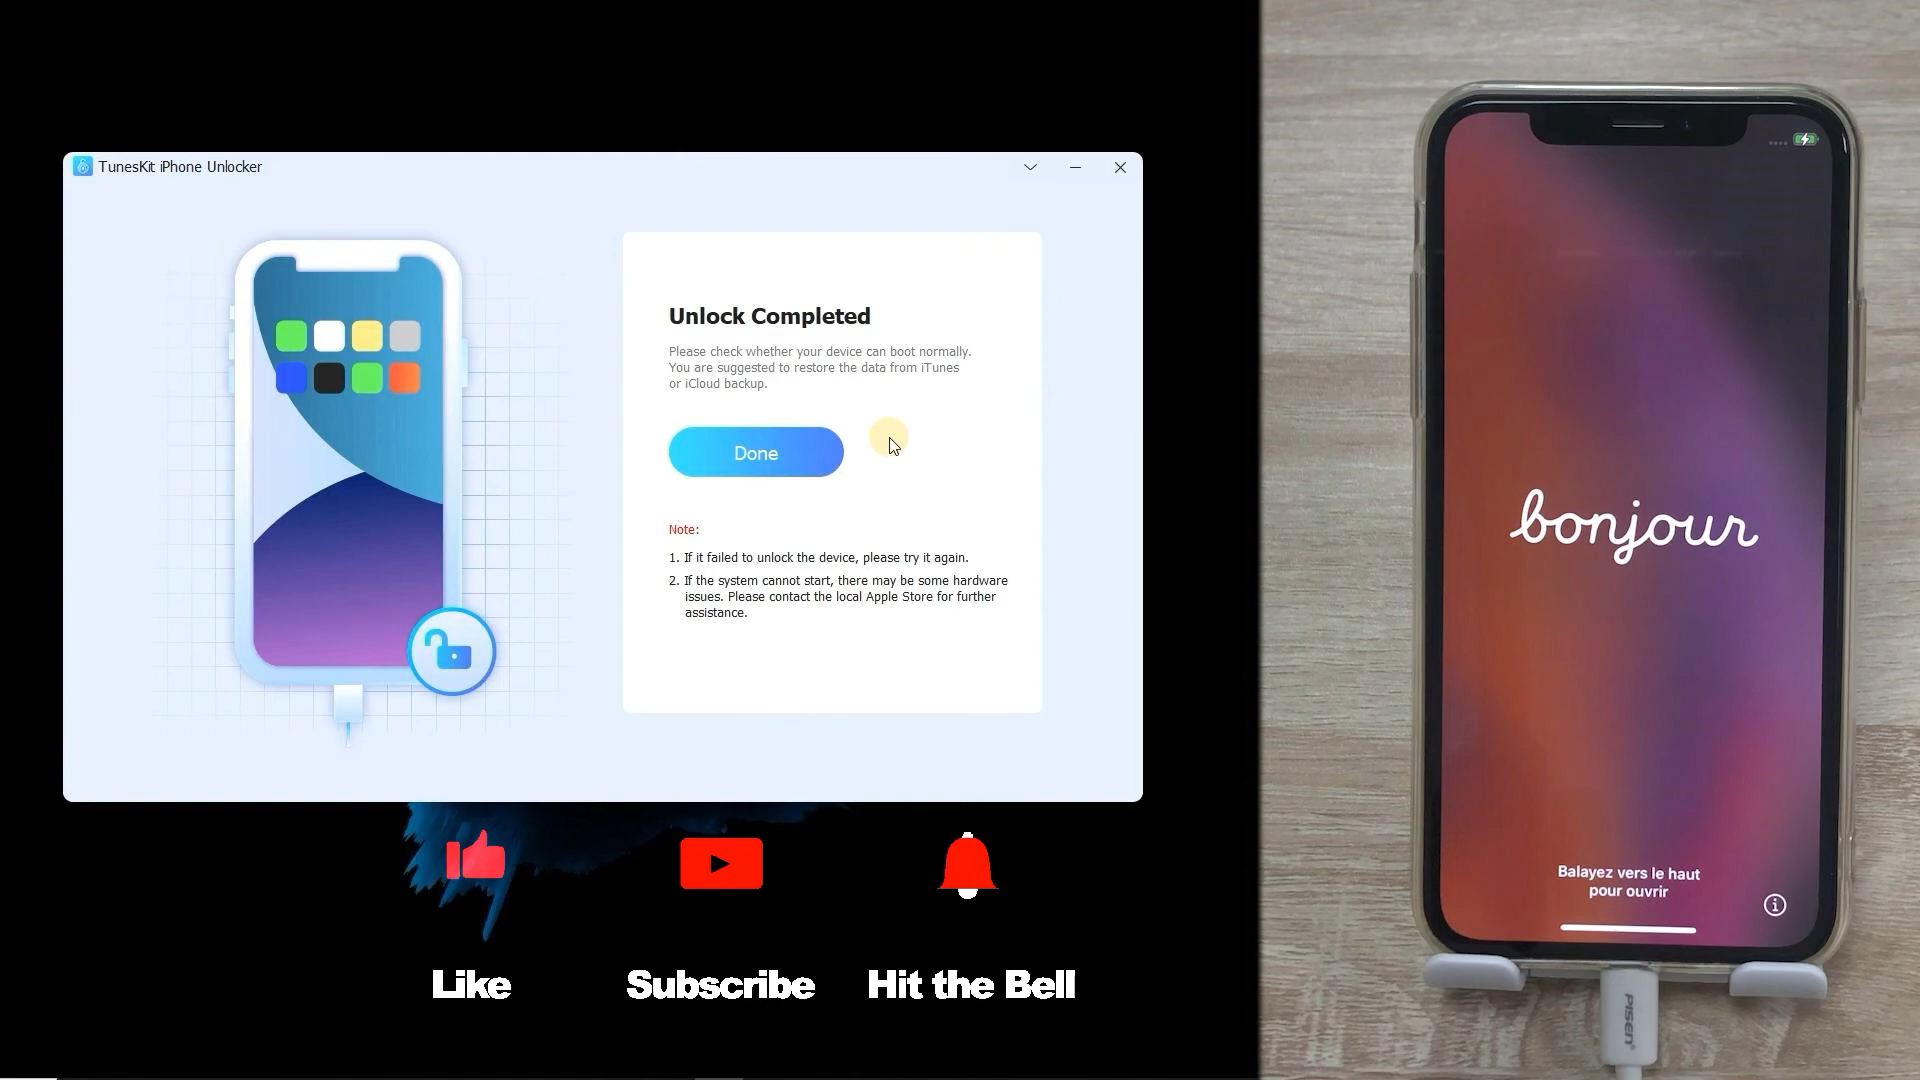 TunesKit iPhone Unlocker
Unlock Completed
Please check whether your device can boot normally.
You are suggested to restore the data from iTunes
or iCloud backup.
Done
Note:
1. If it failed to unlock the device, please try it again.
2. If the system cannot start, there may be some hardware
issues. Please contact the local Apple Store for further
assistance.
Like
Subscribe
Hit the Bell
bonjour
Balayez vers le haut
pour ouvrir
PISEN